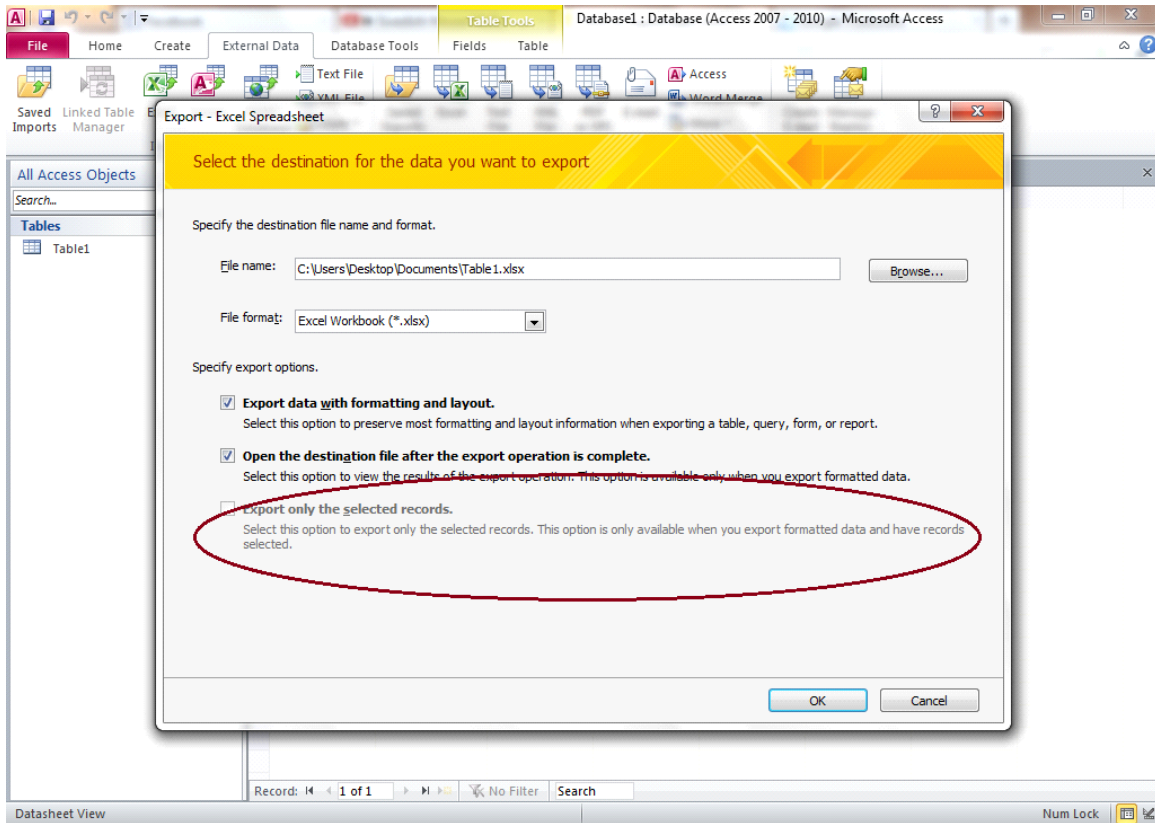 Table Tools
Database1 : Database (Access 2007 - 2010) - Microsoft Access
File Home Create External Data Database Tools Fields Table
Text File
Access
XML File
Word Merge
Saved Imports
Linked Table Manager
Export - Excel Spreadsheet
Select the destination for the data you want to export
All Access Objects
Search...
Tables
Table1
Specify the destination file name and format.
File name: C:\Users\Desktop\Documents\Table1.xlsx Browse...
File format: Excel Workbook (*.xlsx)
Specify export options.
Export data with formatting and layout.
Select this option to preserve most formatting and layout information when exporting a table, query, form, or report.
Open the destination file after the export operation is complete.
Select this option to view the results of the export operation. This option is available only when you export formatted data.
Export only the selected records.
Select this option to export only the selected records. This option is only available when you export formatted data and have records
selected.
OK Cancel
Record: 1 of 1 No Filter Search
Datasheet View Num Lock